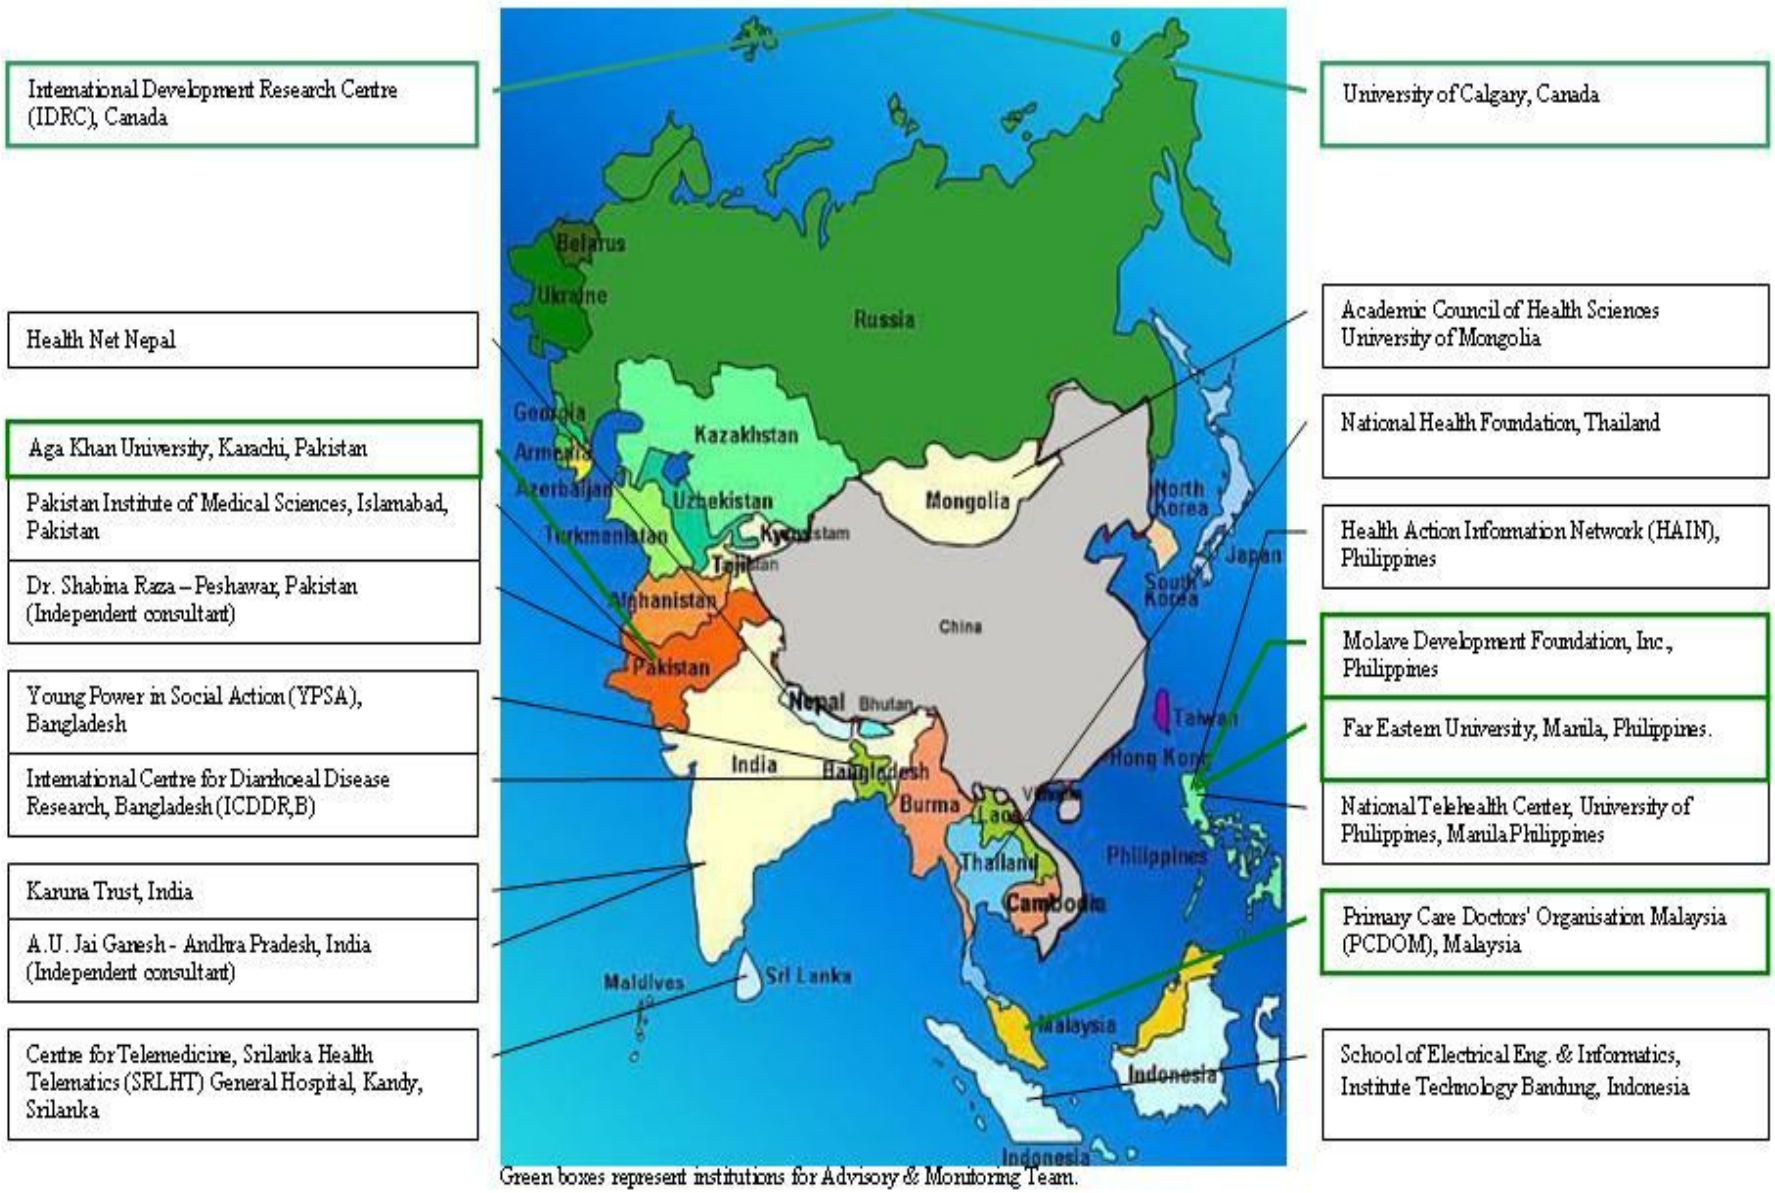 International Development Research Centre
(IDRC), Canada
Health Net Nepal
Aga Khan University, Karachi, Pakistan
Pakistan Institute of Medical Sciences, Islamabad,
Pakistan
Dr. Shabina Raza – Peshawar, Pakistan
(Independent consultant)
Young Power in Social Action (YPSA),
Bangladesh
International Centre for Diarrhoeal Disease
Research, Bangladesh (ICDDR,B)
Karuna Trust, India
A.U. Jai Ganesh - Andhra Pradesh, India
(Independent consultant)
Centre for Telemedicine, Srilanka Health
Telematics (SRLHT) General Hospital, Kandy,
Srilanka
Belarus
Ukraine
Russia
Georgia
Armenia
Azerbaijan
Kazakhstan
Uzbekistan
Turkmenistan
Kyrgyzstam
Tajikistan
Mongolia
North
Korea
Japan
South
Korea
Afghanistan
China
Pakistan
Nepal
Bhutan
Taiwan
Hong Kong
India
Bangladesh
Burma
Laos
Thailand
Philippines
Cambodia
Maldives
Sri Lanka
Malaysia
Indonesia
Indonesia
University of Calgary, Canada
Academic Council of Health Sciences
University of Mongolia
National Health Foundation, Thailand
Health Action Information Network (HAIN),
Philippines
Molave Development Foundation, Inc.,
Philippines
Far Eastern University, Manila, Philippines.
National Telehealth Center, University of
Philippines, Manila Philippines
Primary Care Doctors' Organisation Malaysia
(PCDOM), Malaysia
School of Electrical Eng. & Informatics,
Institute Technology Bandung, Indonesia
Green boxes represent institutions for Advisory & Monitoring Team.